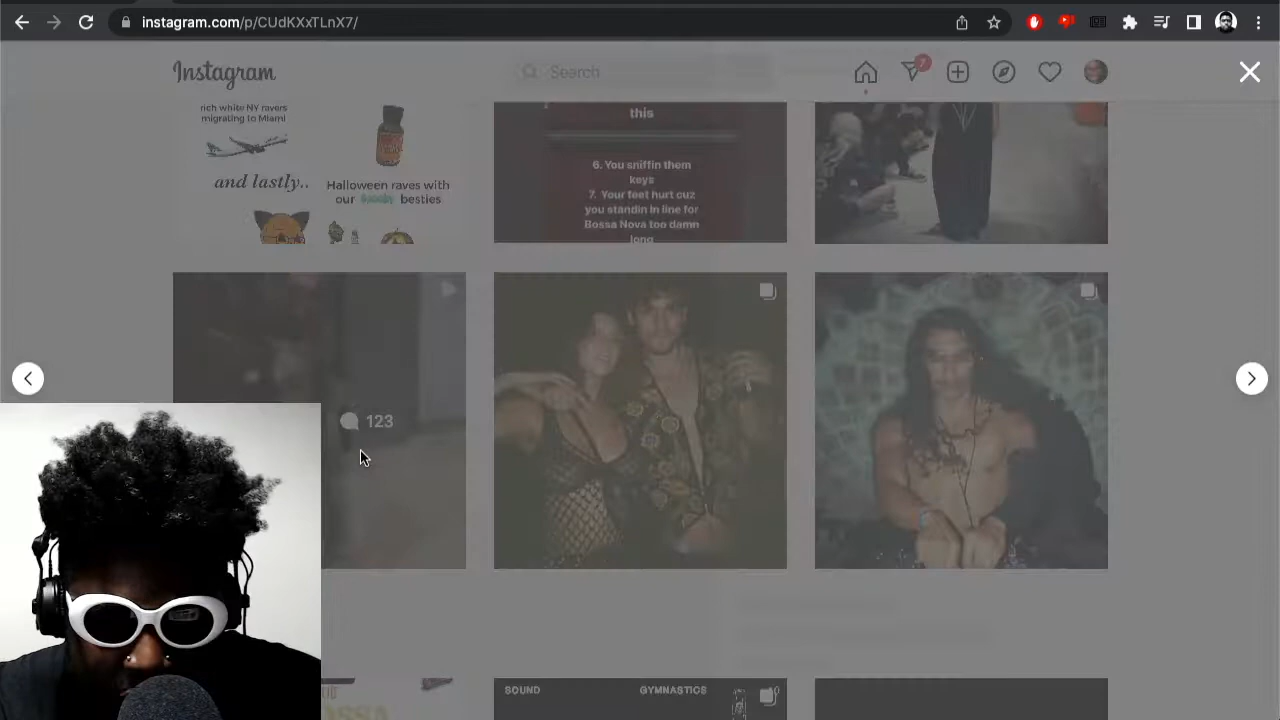 instagram.com/p/CUdKXxTLnX7/
Instagram
Search
7
rich white NY ravers
migrating to Miami
and lastly..
Halloween raves with
our
besties
this
6. You sniffin them
keys
7. Your feet hurt cuz
you standin in line for
Bossa Nova too damn
long
123
OSSA
SOUND
GYMNASTICS